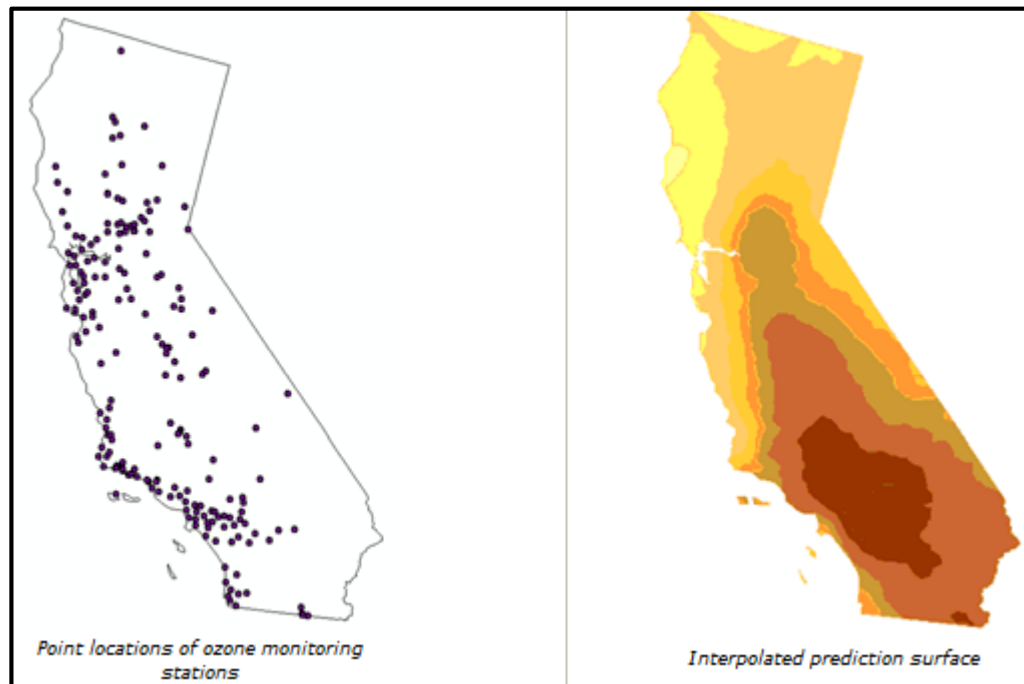 Point locations of ozone monitoring
stations
Interpolated prediction surface